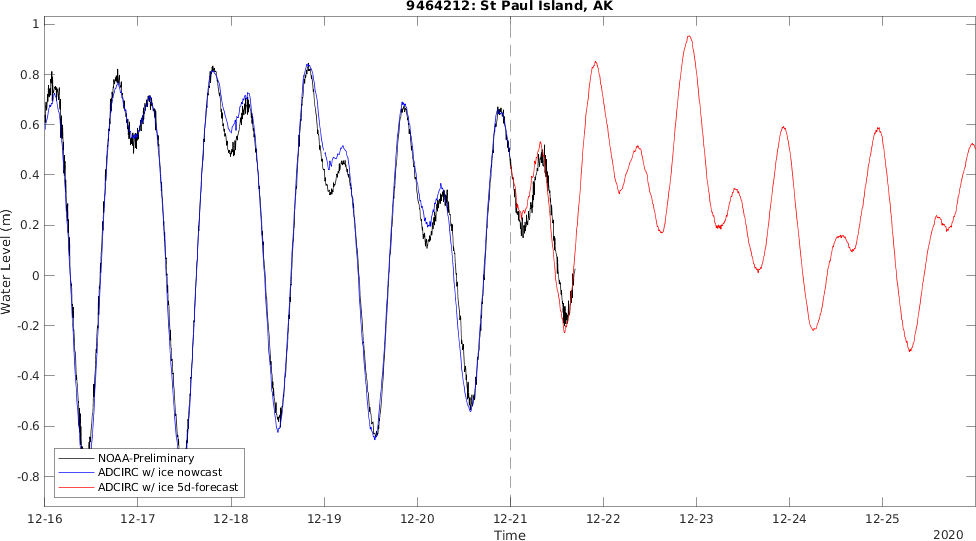 9464212: St Paul Island, AK
1
0.8
0.6
0.4
0.2
0
-0.2
-0.4
-0.6
-0.8
Water Level (m)
NOAA-Preliminary
ADCIRC w/ ice nowcast
ADCIRC w/ ice 5d-forecast
12-16 12-17 12-18 12-19 12-20 12-21 12-22 12-23 12-24 12-25
Time
2020